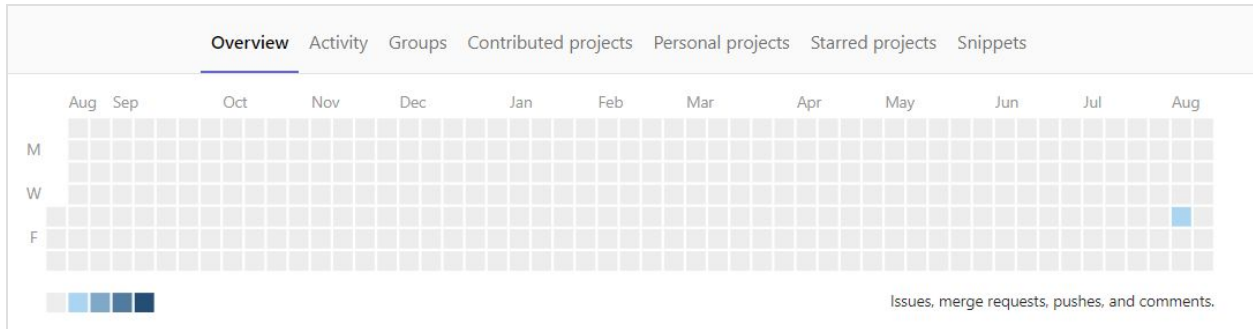 Overview Activity Groups Contributed projects Personal projects Starred projects Snippets
Aug Sep Oct Nov Dec Jan Feb Mar Apr May Jun Jul Aug
M
W
F
Issues, merge requests, pushes, and comments.